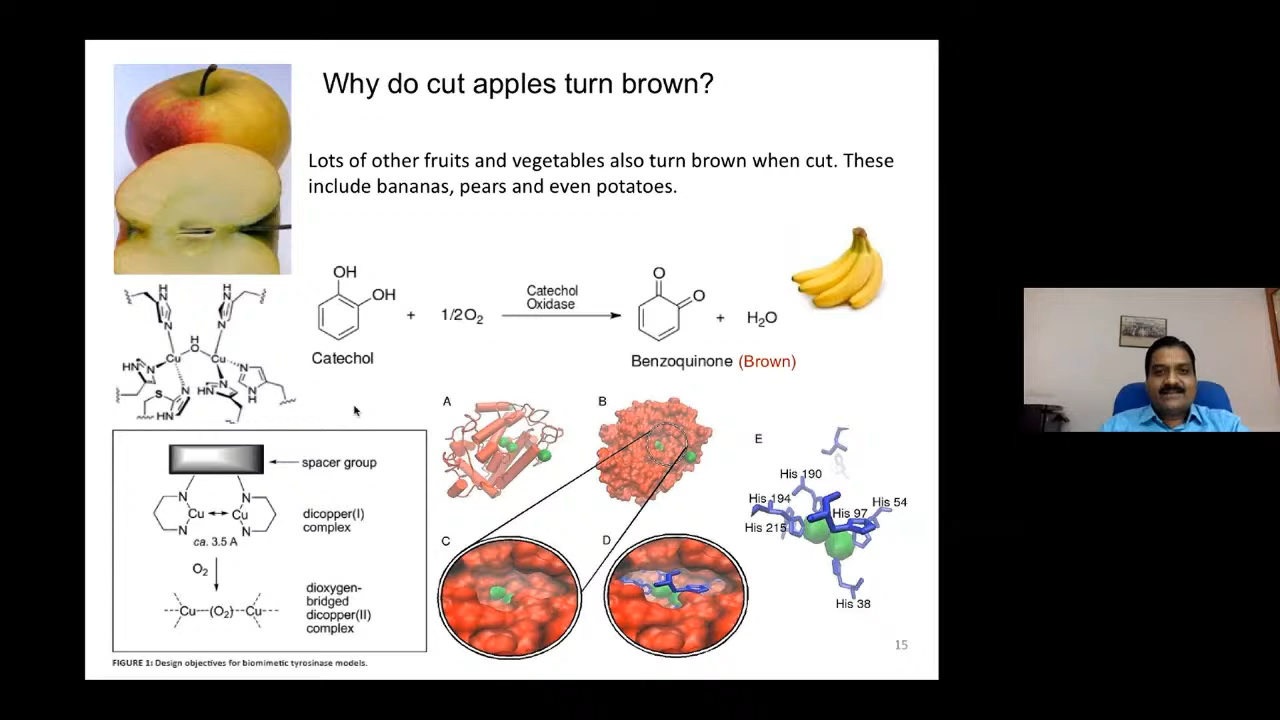 Why do cut apples turn brown?
Lots of other fruits and vegetables also turn brown when cut. These
include bananas, pears and even potatoes.
OH
OH
+
1/2O2
Catechol
Oxidase
O
O
+
H2O
Catechol
Benzoquinone (Brown)
H
N
H
N
N
N
H
O
Cu
Cu
HN
N
N
HN
N
N
H
S
N
HN
spacer group
N
N
Cu
Cu
N
N
ca. 3.5 A
dicopper(I)
complex
O2
Cu—(O2)—Cu
dioxygen-
bridged
dicopper(II)
complex
FIGURE 1: Design objectives for biomimetic tyrosinase models.
A
B
C
D
E
His 190
His 194
His 54
His 97
His 215
His 38
15